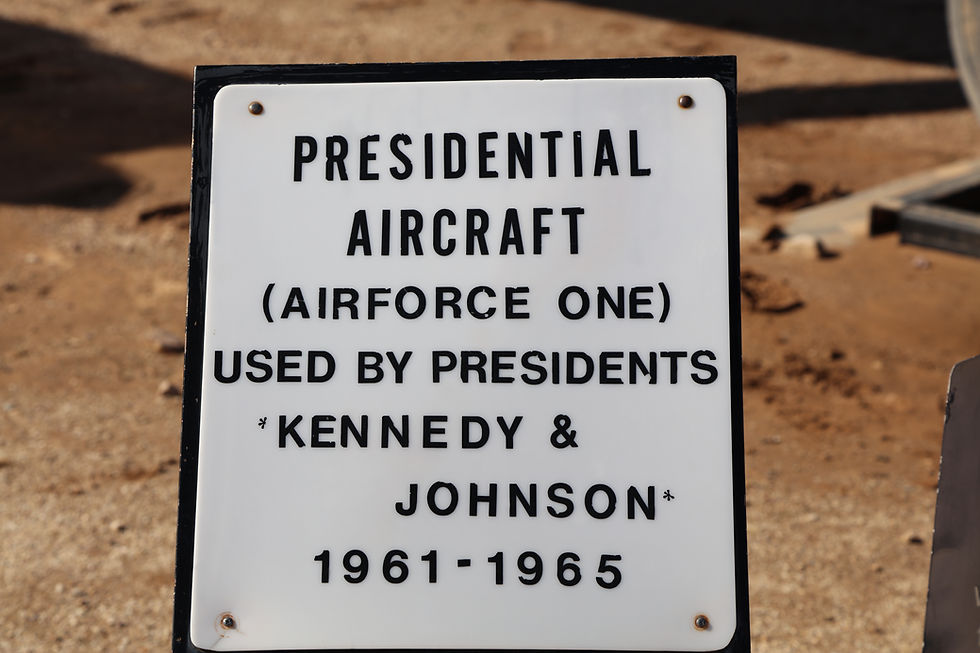 PRESIDENTIAL
AIRCRAFT
(AIRFORCE ONE)
USED BY PRESIDENTS
*KENNEDY &
JOHNSON*
1961-1965